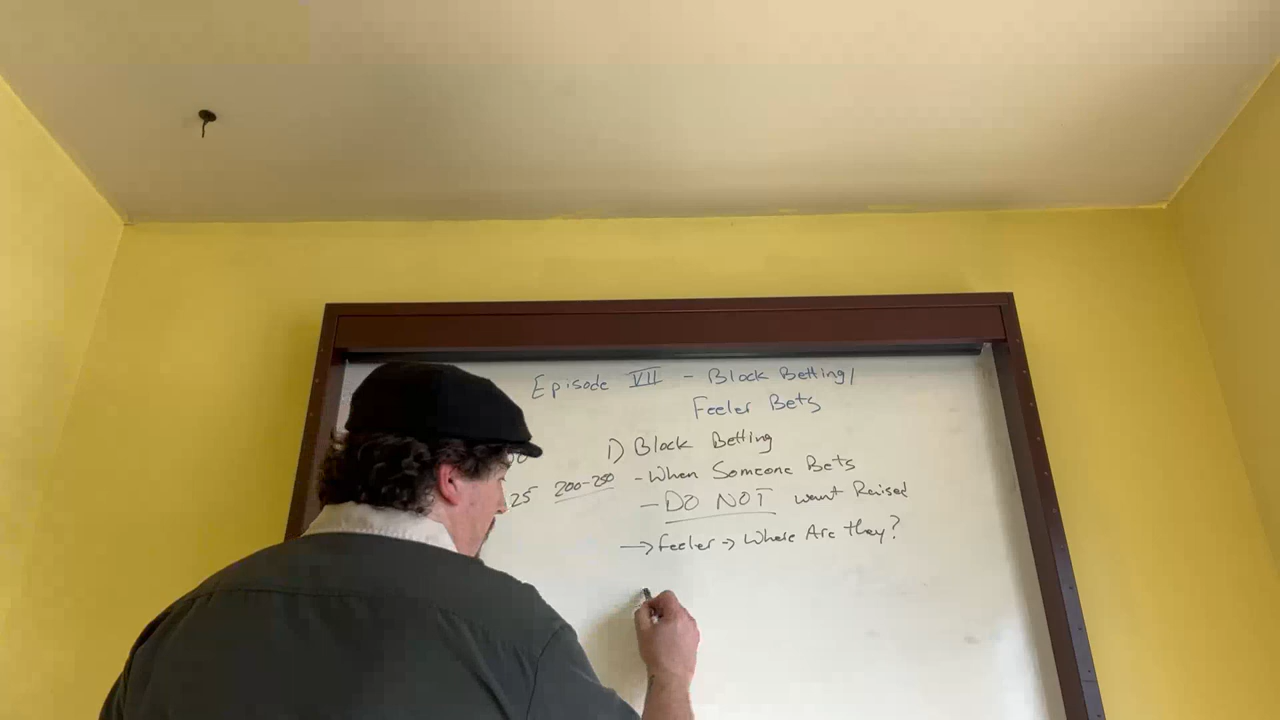 Episode VII - Block Betting/
Feeler Bets
1) Block Betting
25 200-250 - When Someone Bets
- DO NOT want Raised
→ Feeler → Where Are they?